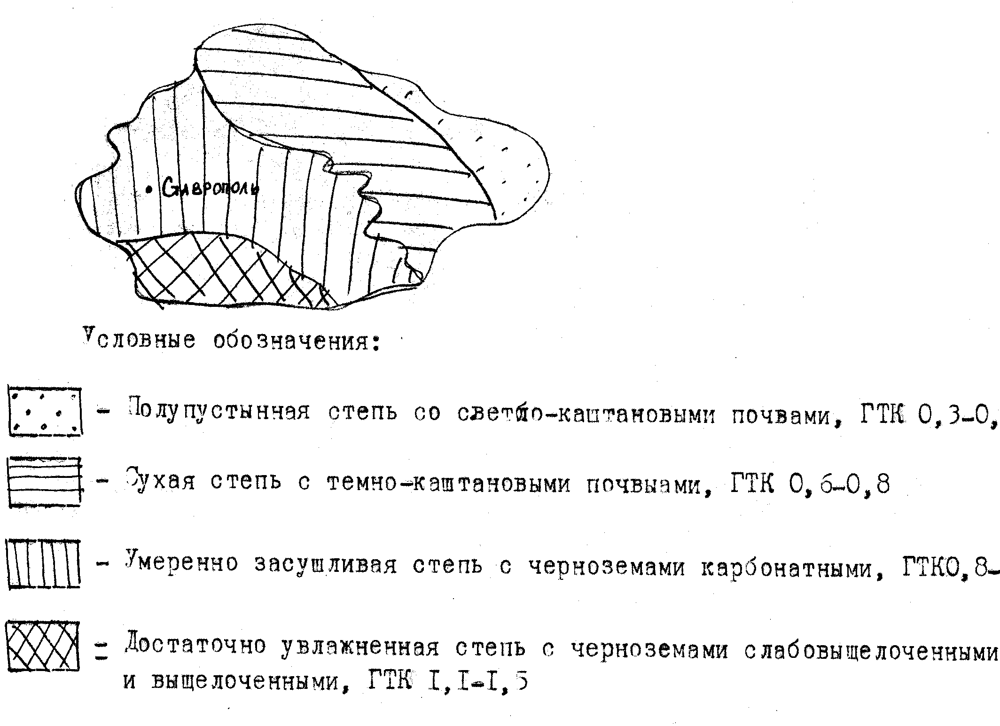 Ставрополь
Условные обозначения:
- Полупустынная степь со светло-каштановыми почвами, ГТК 0,3-0,
- Сухая степь с темно-каштановыми почвыами, ГТК 0,6-0,8
- Умеренно засушливая степь с черноземами карбонатными, ГТК0,8-
- Достаточно увлажненная степь с черноземами слабовыщелоченными
и выщелоченными, ГТК I,I-I,5